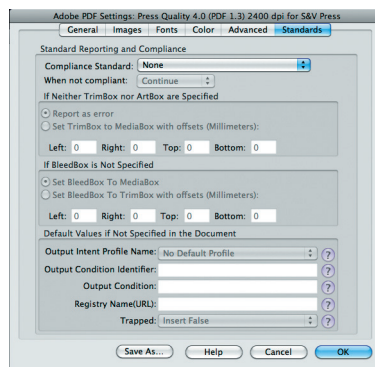 Adobe PDF Settings: Press Quality 4.0 (PDF 1.3) 2400 dpi for S&V Press
General Images Fonts Color Advanced Standards
Standard Reporting and Compliance
Compliance Standard: None
When not compliant: Continue
If Neither TrimBox nor ArtBox are Specified
Report as error
Set TrimBox to MediaBox with offsets (Millimeters):
Left: 0 Right: 0 Top: 0 Bottom: 0
If BleedBox is Not Specified
Set BleedBox To MediaBox
Set BleedBox To TrimBox with offsets (Millimeters):
Left: 0 Right: 0 Top: 0 Bottom: 0
Default Values if Not Specified in the Document
Output Intent Profile Name: No Default Profile ?
Output Condition Identifier: ?
Output Condition: ?
Registry Name(URL): ?
Trapped: Insert False ?
Save As... Help Cancel OK